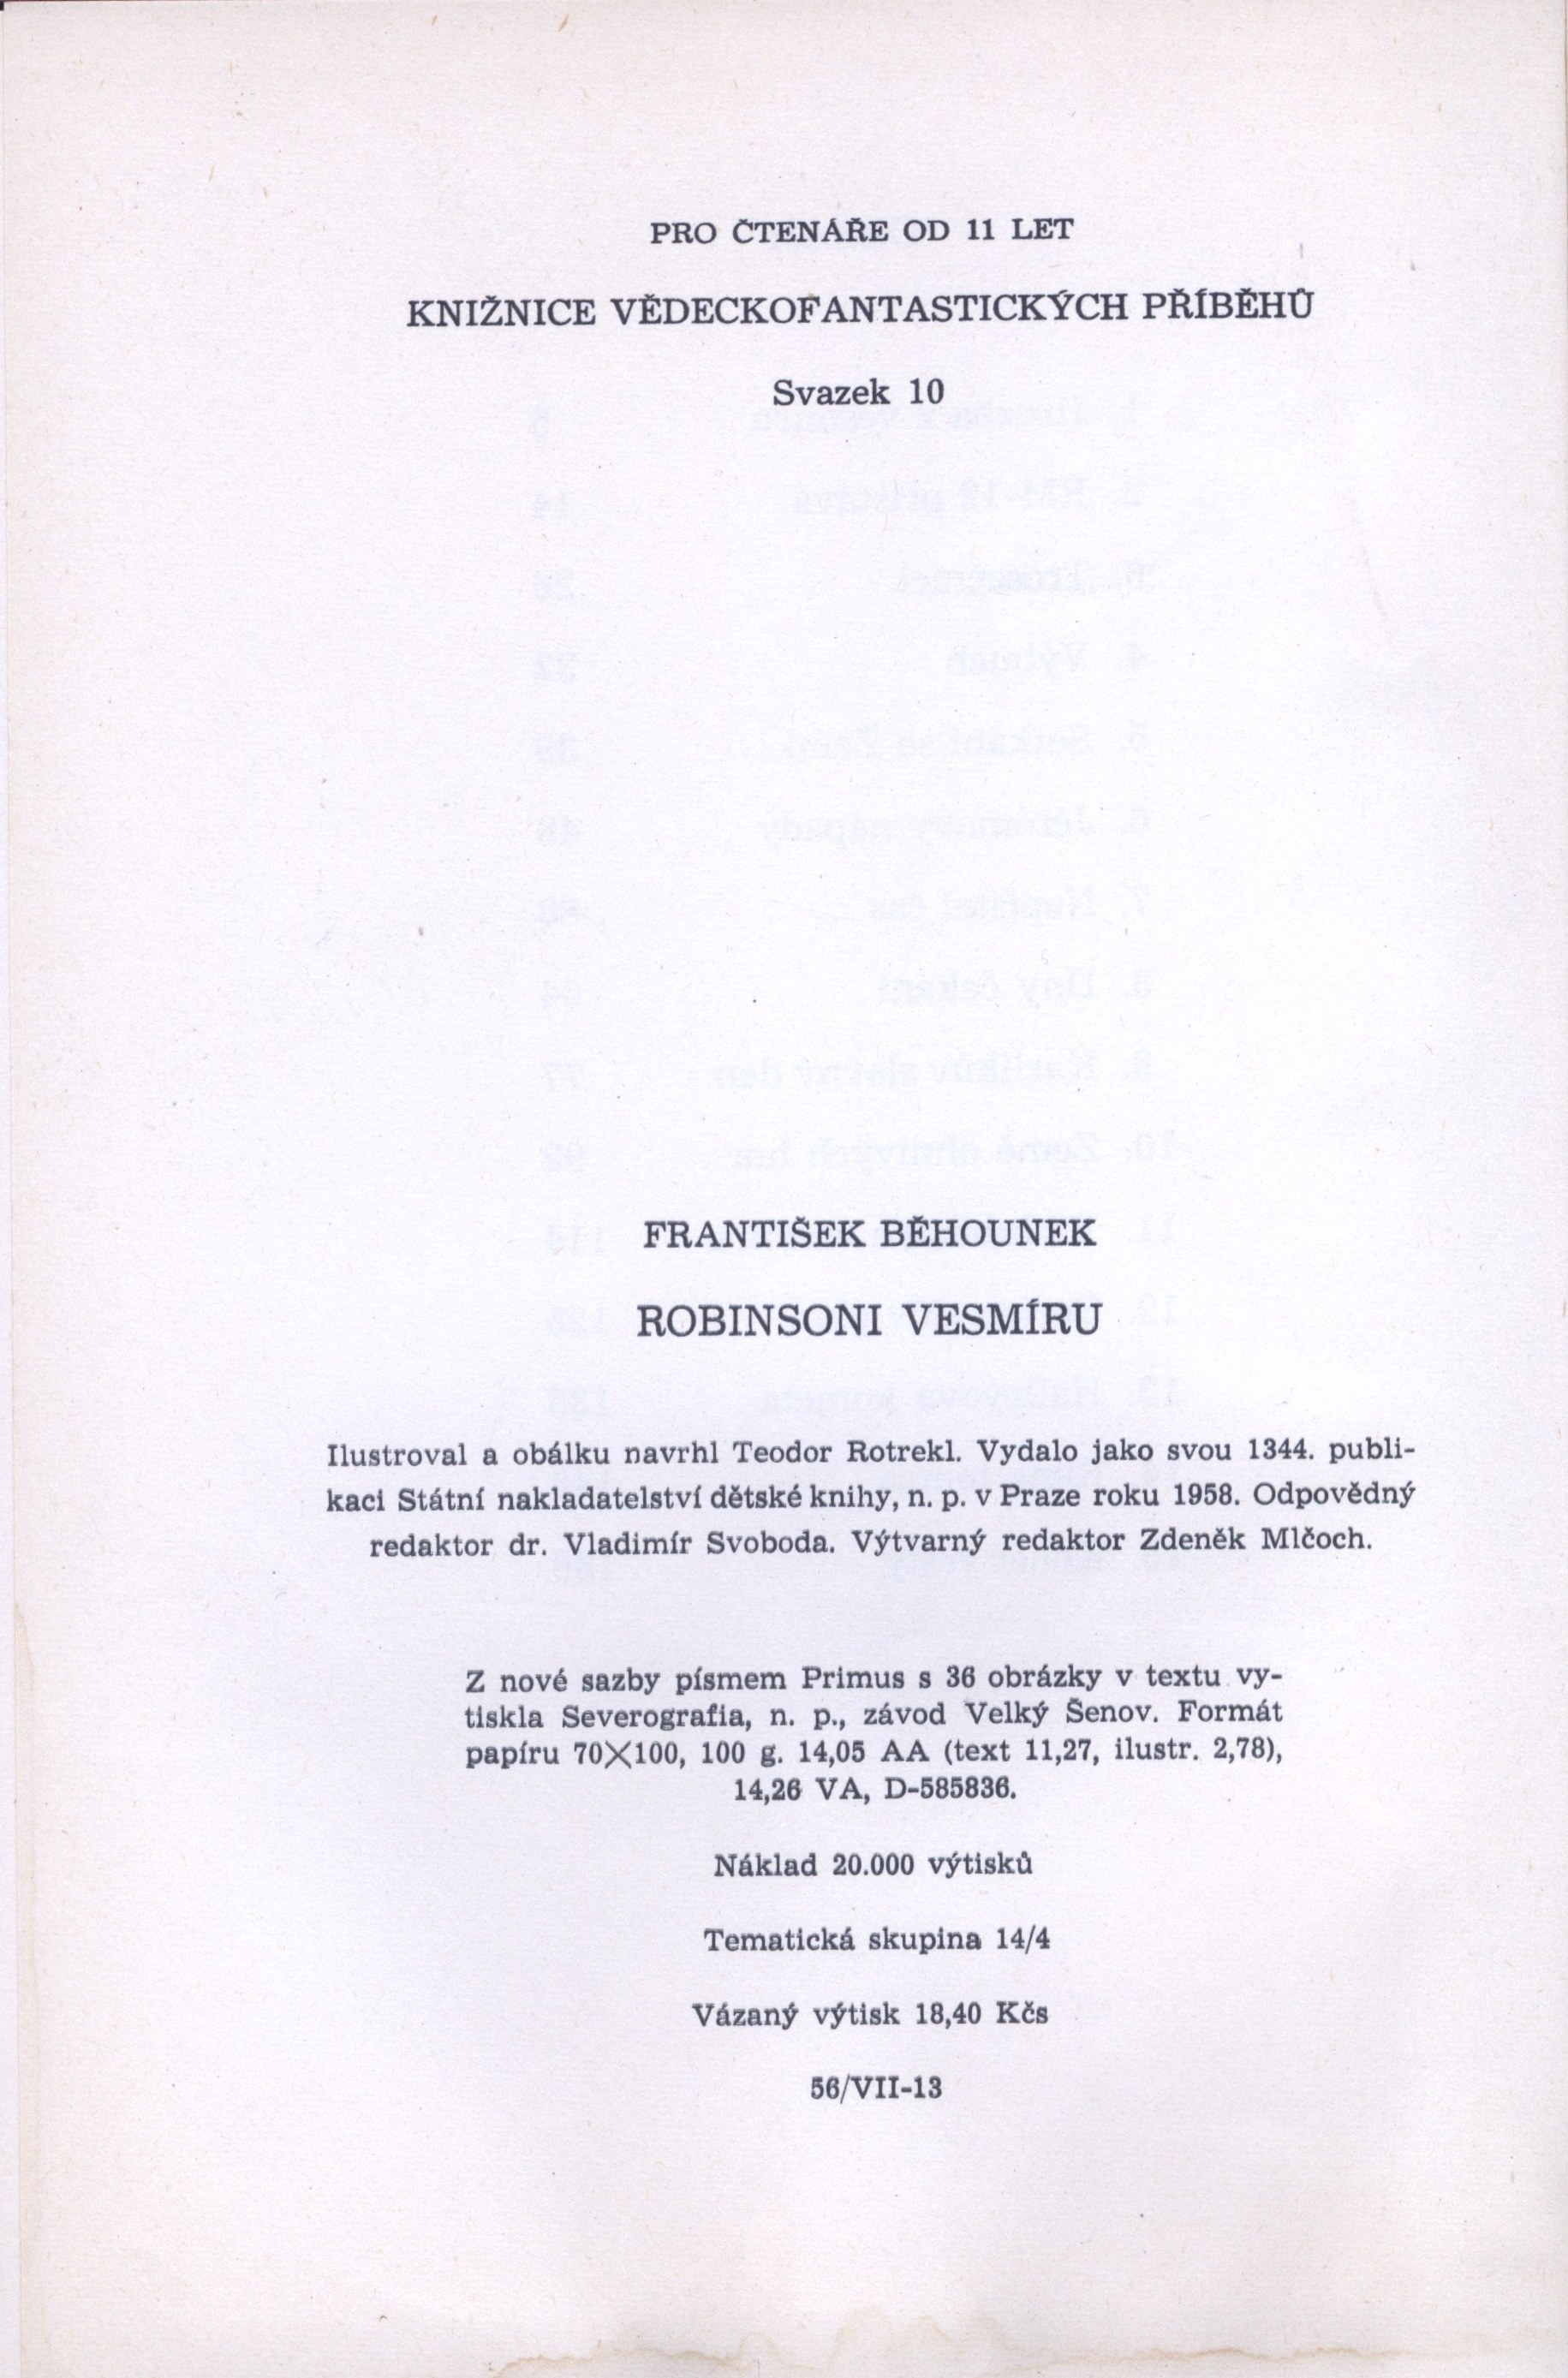 PRO ČTENÁŘE OD 11 LET
KNIŽNICE VĚDECKOFANTASTICKÝCH PŘÍBĚHŮ
Svazek 10
FRANTIŠEK BĚHOUNEK
ROBINSONI VESMÍRU
Ilustroval a obálku navrhl Teodor Rotrekl. Vydalo jako svou 1344. publi-
kaci Státní nakladatelství dětské knihy, n. p. v Praze roku 1958. Odpovědný
redaktor dr. Vladimír Svoboda. Výtvarný redaktor Zdeněk Mlčoch.
Z nové sazby písmem Primus s 36 obrázky v textu vy-
tiskla Severografia, n. p., závod Velký Šenov. Formát
papíru 70×100, 100 g. 14,05 AA (text 11,27, ilustr. 2,78),
14,26 VA, D-585836.
Náklad 20.000 výtisků
Tematická skupina 14/4
Vázaný výtisk 18,40 Kčs
56/VII-13